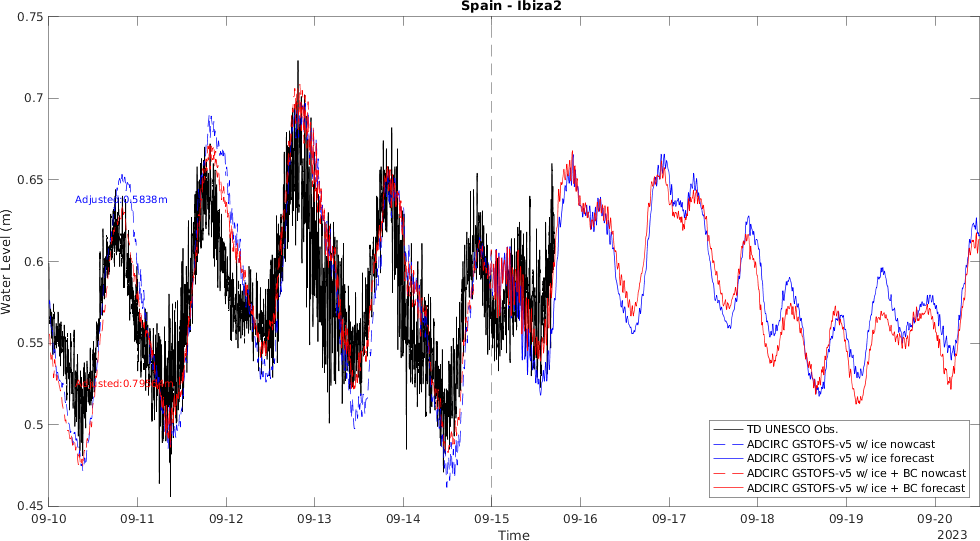 Spain - Ibiza2
0.75
0.7
0.65
0.6
0.55
0.5
0.45
Water Level (m)
Adjusted:0.5838m
TD UNESCO Obs.
ADCIRC GSTOFS-v5 w/ ice nowcast
ADCIRC GSTOFS-v5 w/ ice forecast
ADCIRC GSTOFS-v5 w/ ice + BC nowcast
ADCIRC GSTOFS-v5 w/ ice + BC forecast
09-10 09-11 09-12 09-13 09-14 09-15 09-16 09-17 09-18 09-19 09-20
Time
2023